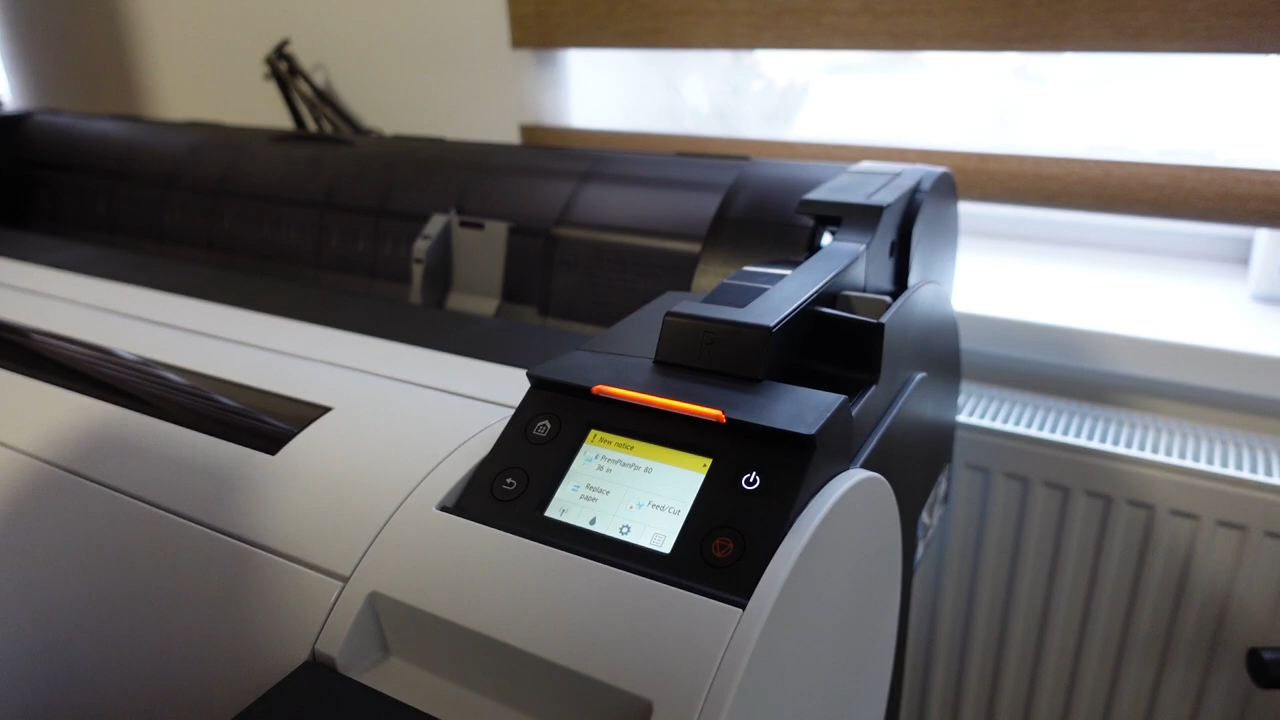 R
! New notice
R PremPlainPpr 80
36 in
Replace
paper
Feed/Cut